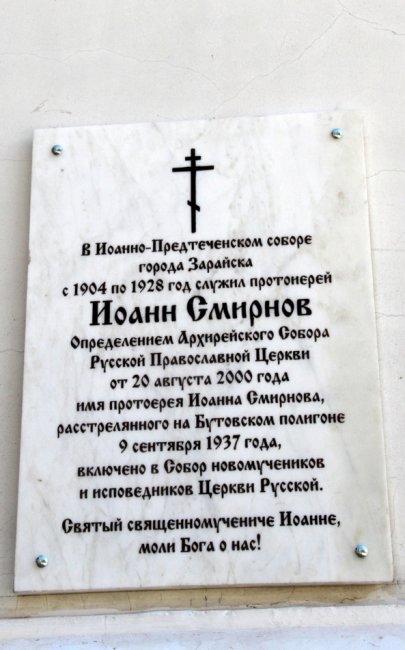 В Иоанно-Предтеченском соборе
города Зарайска
с 1904 по 1928 год служил протоиерей
Иоанн Смирнов
Определением Архирейского Собора
Русской Православной Церкви
от 20 августа 2000 года
имя протоерея Иоанна Смирнова,
расстрелянного на Бутовском полигоне
9 сентября 1937 года,
включено в Собор новомучеников
и исповедников Церкви Русской.
Святый священномучениче Иоанне,
моли Бога о нас!